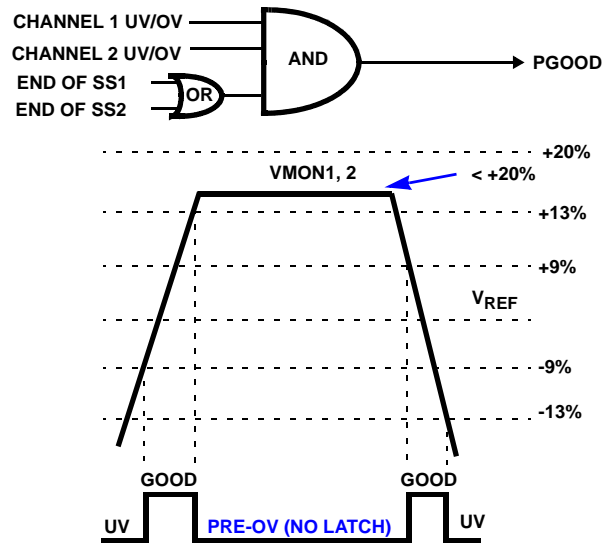 CHANNEL 1 UV/OV
CHANNEL 2 UV/OV
AND
PGOOD
END OF SS1
OR
END OF SS2
+20%
VMON1, 2
< +20%
+13%
+9%
VREF
-9%
-13%
GOOD
GOOD
UV
PRE-OV (NO LATCH)
UV